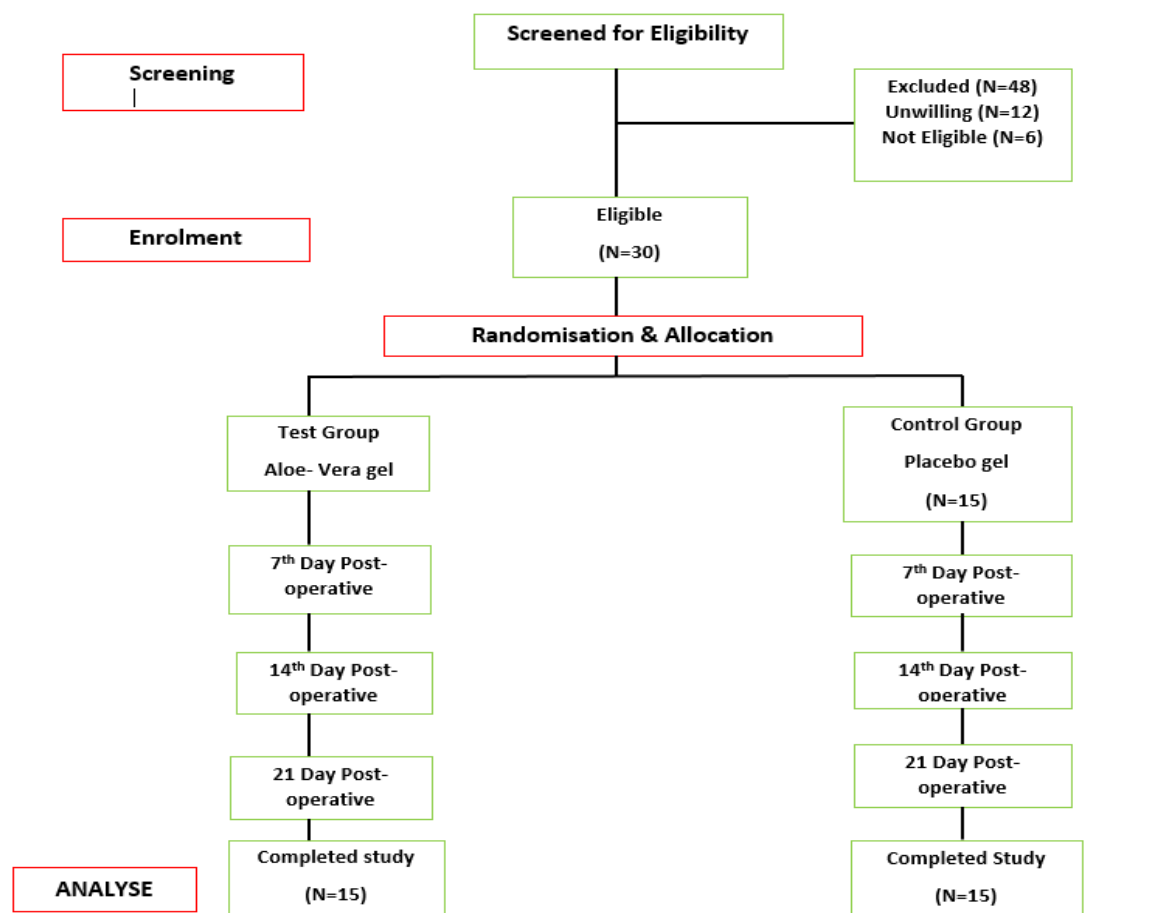 Screened for Eligibility
Screening
Excluded (N=48)
Unwilling (N=12)
Not Eligible (N=6)
Eligible
(N=30)
Enrolment
Randomisation & Allocation
Test Group
Aloe- Vera gel
Control Group
Placebo gel
(N=15)
7th Day Post-
operative
7th Day Post-
operative
14th Day Post-
operative
14th Day Post-
operative
21 Day Post-
operative
21 Day Post-
operative
Completed study
(N=15)
Completed Study
(N=15)
ANALYSE